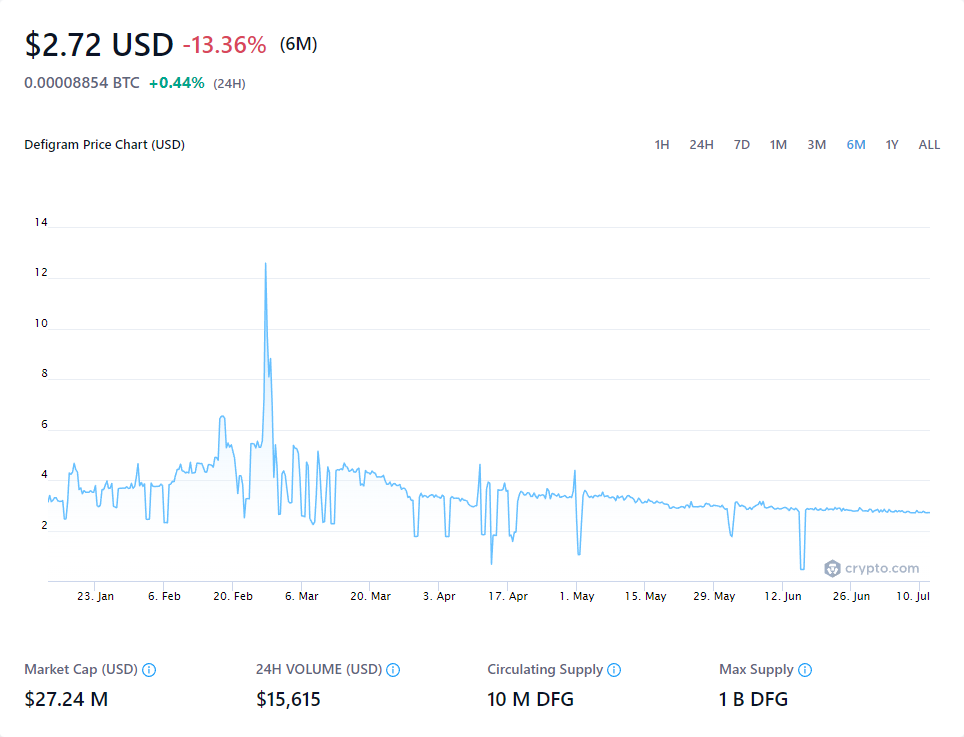 $2.72 USD -13.36% (6M)
0.00008854 BTC +0.44% (24H)
Defigram Price Chart (USD) 1H 24H 7D 1M 3M 6M 1Y ALL
14
12
10
8
6
4
2
crypto.com
23. Jan 6. Feb 20. Feb 6. Mar 20. Mar 3. Apr 17. Apr 1. May 15. May 29. May 12. Jun 26. Jun 10. Jul
Market Cap (USD) 24H VOLUME (USD) Circulating Supply Max Supply
$27.24 M $15,615 10 M DFG 1 B DFG